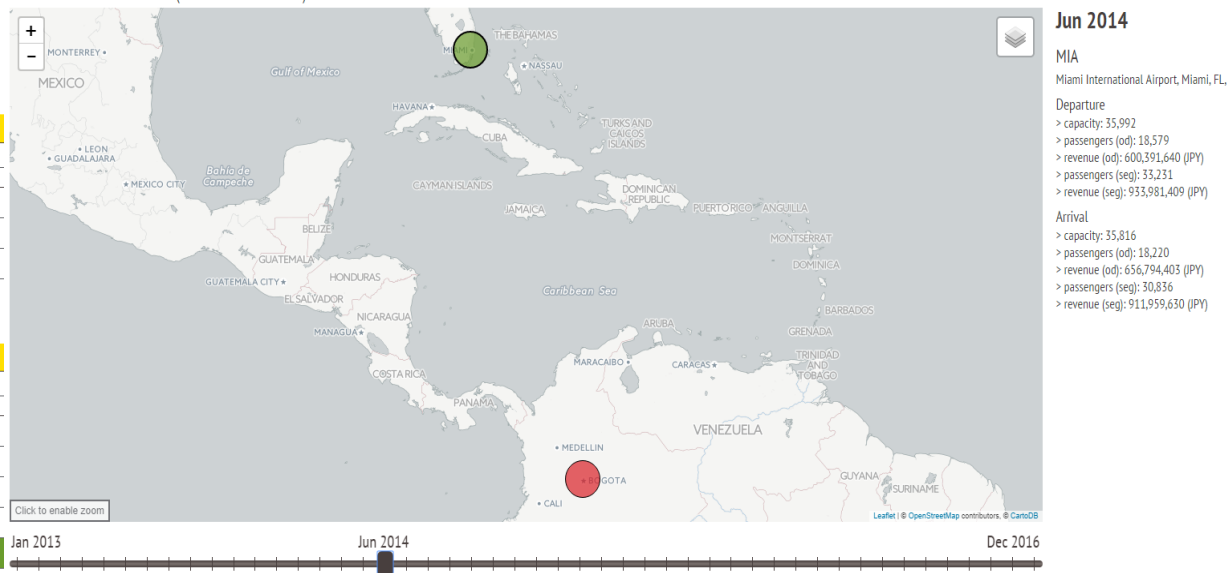 +
−
MONTERREY
MEXICO
LEON
GUADALAJARA
MEXICO CITY
Gulf of Mexico
Bahía de
Campeche
MIAMI
THE BAHAMAS
NASSAU
HAVANA
CUBA
TURKS AND
CAICOS
ISLANDS
CAYMAN ISLANDS
JAMAICA
DOMINICAN
REPUBLIC
PUERTO RICO
ANGUILLA
MONTSERRAT
DOMINICA
BELIZE
GUATEMALA
GUATEMALA CITY
HONDURAS
EL SALVADOR
NICARAGUA
MANAGUA
COSTA RICA
PANAMA
Caribbean Sea
BARBADOS
GRENADA
ARUBA
TRINIDAD
AND
TOBAGO
MARACAIBO
CARACAS
VENEZUELA
MEDELLIN
BOGOTA
CALI
GUYANA
SURINAME
Click to enable zoom
Leaflet | © OpenStreetMap contributors, © CartoDB
Jan 2013
Jun 2014
Dec 2016
Jun 2014
MIA
Miami International Airport, Miami, FL,
Departure
> capacity: 35,992
> passengers (od): 18,579
> revenue (od): 600,391,640 (JPY)
> passengers (seg): 33,231
> revenue (seg): 933,981,409 (JPY)
Arrival
> capacity: 35,816
> passengers (od): 18,220
> revenue (od): 656,794,403 (JPY)
> passengers (seg): 30,836
> revenue (seg): 911,959,630 (JPY)